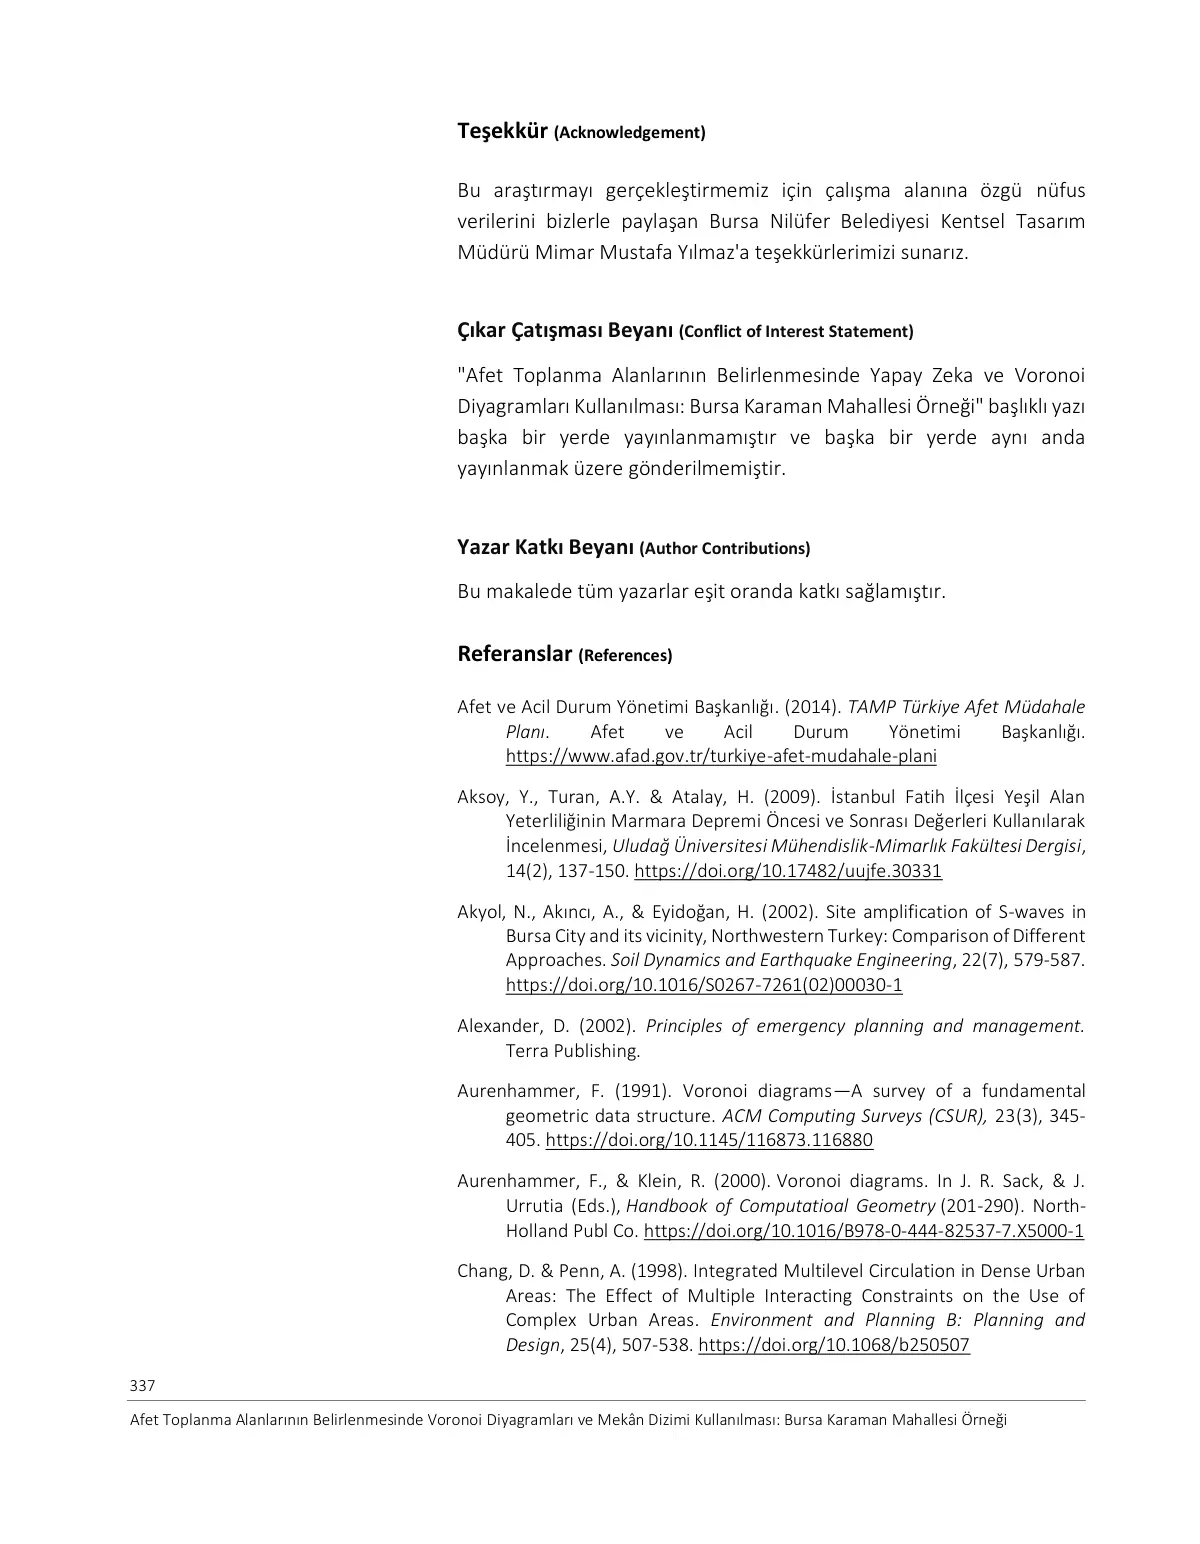 Teşekkür (Acknowledgement)
Bu araştırmayı gerçekleştirmemiz için çalışma alanına özgü nüfus
verilerini bizlerle paylaşan Bursa Nilüfer Belediyesi Kentsel Tasarım
Müdürü Mimar Mustafa Yılmaz'a teşekkürlerimizi sunarız.
Çıkar Çatışması Beyanı (Conflict of Interest Statement)
"Afet Toplanma Alanlarının Belirlenmesinde Yapay Zeka ve Voronoi
Diyagramları Kullanılması: Bursa Karaman Mahallesi Örneği" başlıklı yazı
başka bir yerde yayınlanmamıştır ve başka bir yerde aynı anda
yayınlanmak üzere gönderilmemiştir.
Yazar Katkı Beyanı (Author Contributions)
Bu makalede tüm yazarlar eşit oranda katkı sağlamıştır.
Referanslar (References)
Afet ve Acil Durum Yönetimi Başkanlığı. (2014). TAMP Türkiye Afet Müdahale
Planı. Afet ve Acil Durum Yönetimi Başkanlığı.
https://www.afad.gov.tr/turkiye-afet-mudahale-plani
Aksoy, Y., Turan, A.Y. & Atalay, H. (2009). İstanbul Fatih İlçesi Yeşil Alan
Yeterliliğinin Marmara Depremi Öncesi ve Sonrası Değerleri Kullanılarak
İncelenmesi, Uludağ Üniversitesi Mühendislik-Mimarlık Fakültesi Dergisi,
14(2), 137-150. https://doi.org/10.17482/uujfe.30331
Akyol, N., Akıncı, A., & Eyidoğan, H. (2002). Site amplification of S-waves in
Bursa City and its vicinity, Northwestern Turkey: Comparison of Different
Approaches. Soil Dynamics and Earthquake Engineering, 22(7), 579-587.
https://doi.org/10.1016/S0267-7261(02)00030-1
Alexander, D. (2002). Principles of emergency planning and management.
Terra Publishing.
Aurenhammer, F. (1991). Voronoi diagrams—A survey of a fundamental
geometric data structure. ACM Computing Surveys (CSUR), 23(3), 345-
405. https://doi.org/10.1145/116873.116880
Aurenhammer, F., & Klein, R. (2000). Voronoi diagrams. In J. R. Sack, & J.
Urrutia (Eds.), Handbook of Computatioal Geometry (201-290). North-
Holland Publ Co. https://doi.org/10.1016/B978-0-444-82537-7.X5000-1
Chang, D. & Penn, A. (1998). Integrated Multilevel Circulation in Dense Urban
Areas: The Effect of Multiple Interacting Constraints on the Use of
Complex Urban Areas. Environment and Planning B: Planning and
Design, 25(4), 507-538. https://doi.org/10.1068/b250507
337
Afet Toplanma Alanlarının Belirlenmesinde Voronoi Diyagramları ve Mekân Dizimi Kullanılması: Bursa Karaman Mahallesi Örneği